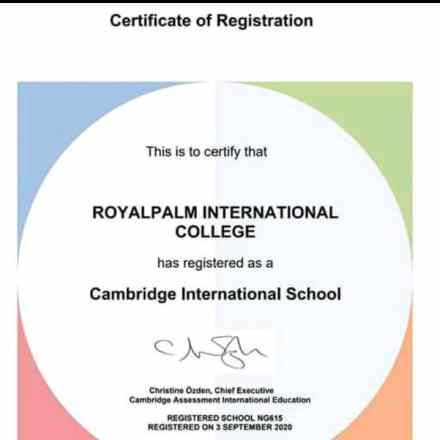 Certificate of Registration
This is to certify that
ROYALPALM INTERNATIONAL
COLLEGE
has registered as a
Cambridge International School
Christine Özden, Chief Executive
Cambridge Assessment International Education
REGISTERED SCHOOL NG615
REGISTERED ON 3 SEPTEMBER 2020